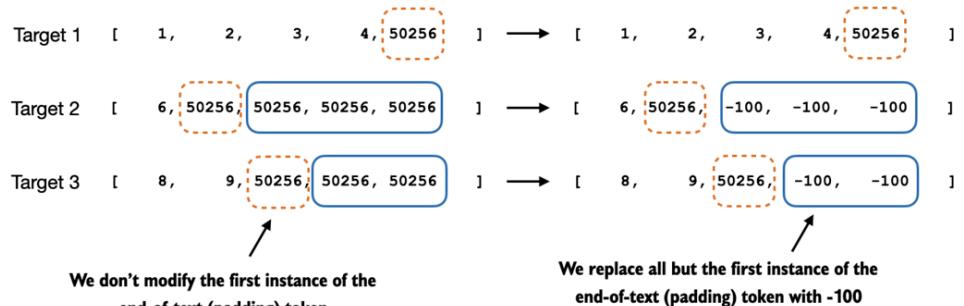 Target 1 [ 1, 2, 3, 4, 50256 ] [ 1, 2, 3, 4, 50256 ]
Target 2 [ 6, 50256, 50256, 50256, 50256 ] [ 6, 50256, -100, -100, -100 ]
Target 3 [ 8, 9, 50256, 50256, 50256 ] [ 8, 9, 50256, -100, -100 ]
We don't modify the first instance of the
end-of-text (padding) token
We replace all but the first instance of the
end-of-text (padding) token with -100